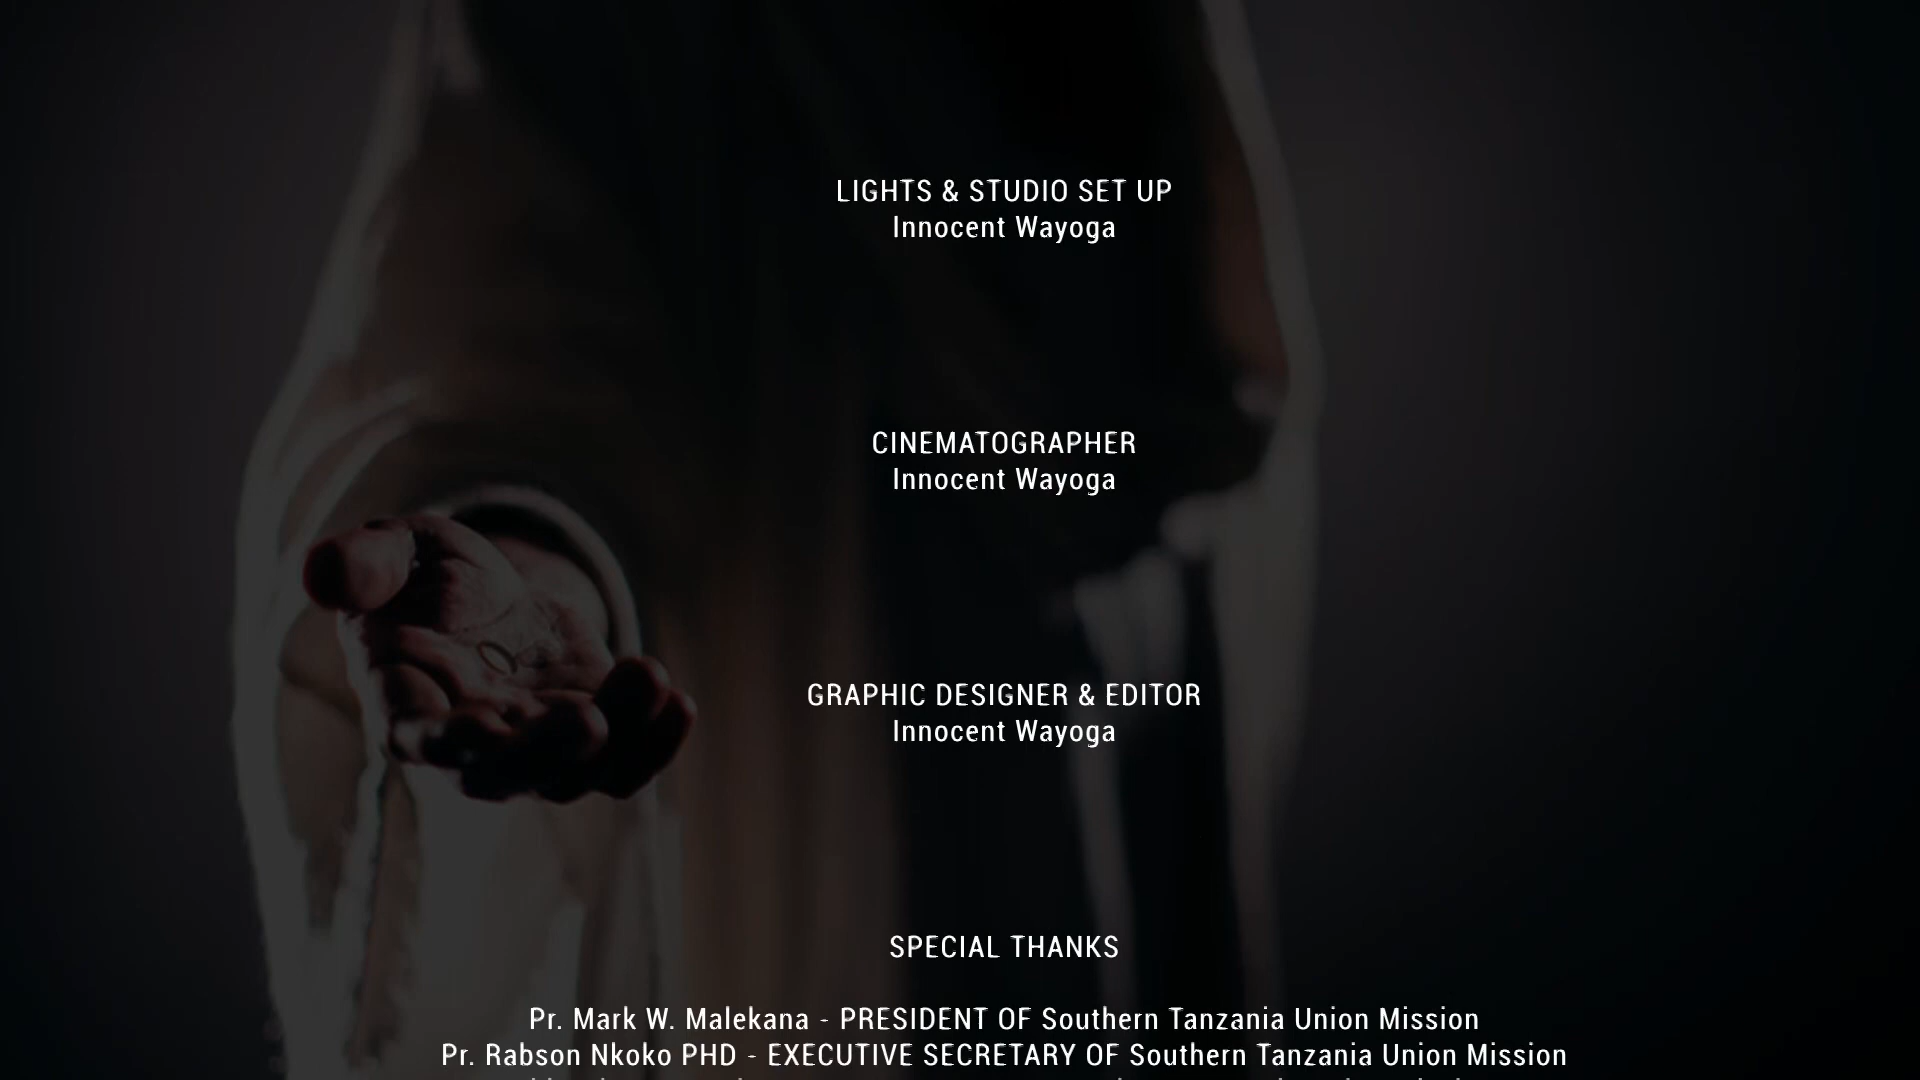 LIGHTS & STUDIO SET UP
Innocent Wayoga
CINEMATOGRAPHER
Innocent Wayoga
GRAPHIC DESIGNER & EDITOR
Innocent Wayoga
SPECIAL THANKS
Pr. Mark W. Malekana - PRESIDENT OF Southern Tanzania Union Mission
Pr. Rabson Nkoko PHD - EXECUTIVE SECRETARY OF Southern Tanzania Union Mission